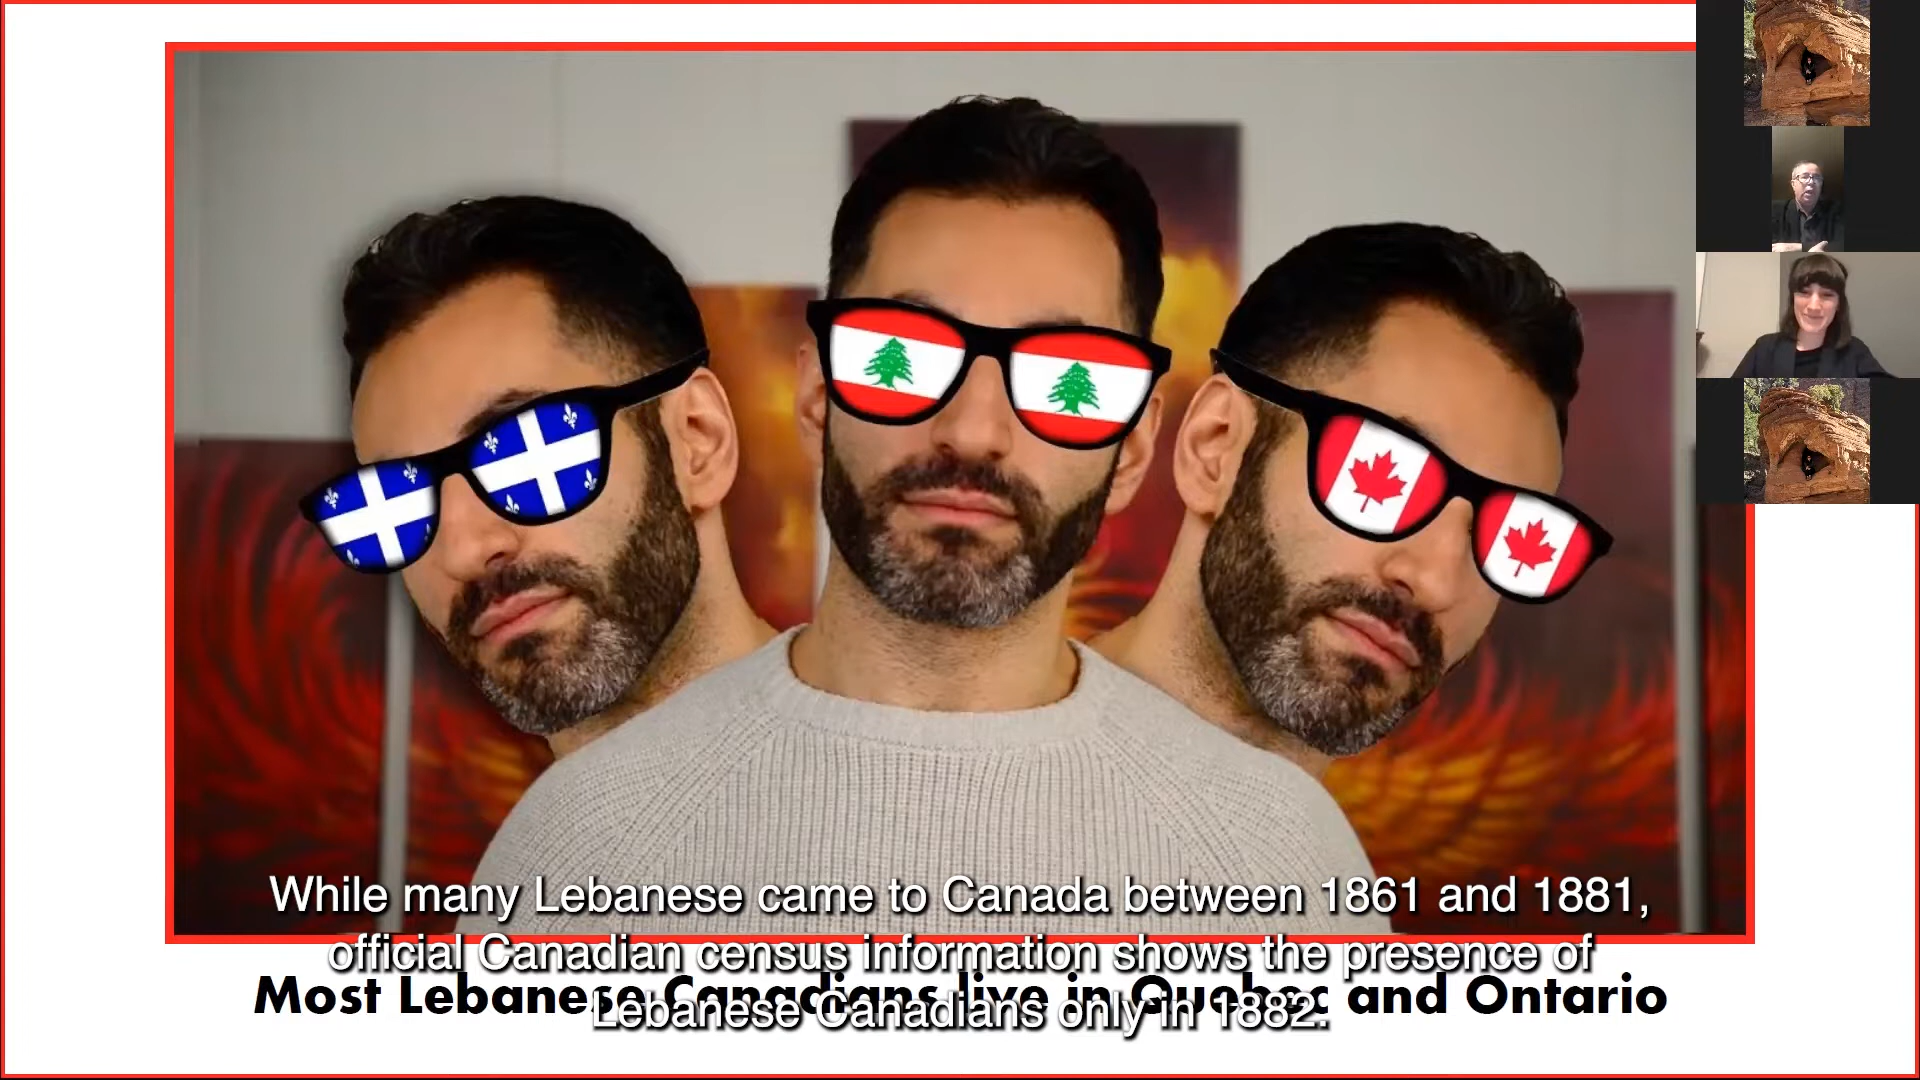 While many Lebanese came to Canada between 1861 and 1881,
official Canadian census information shows the presence of
Lebanese Canadians only in 1882.
Most Lebanese Canadians live in Quebec and Ontario